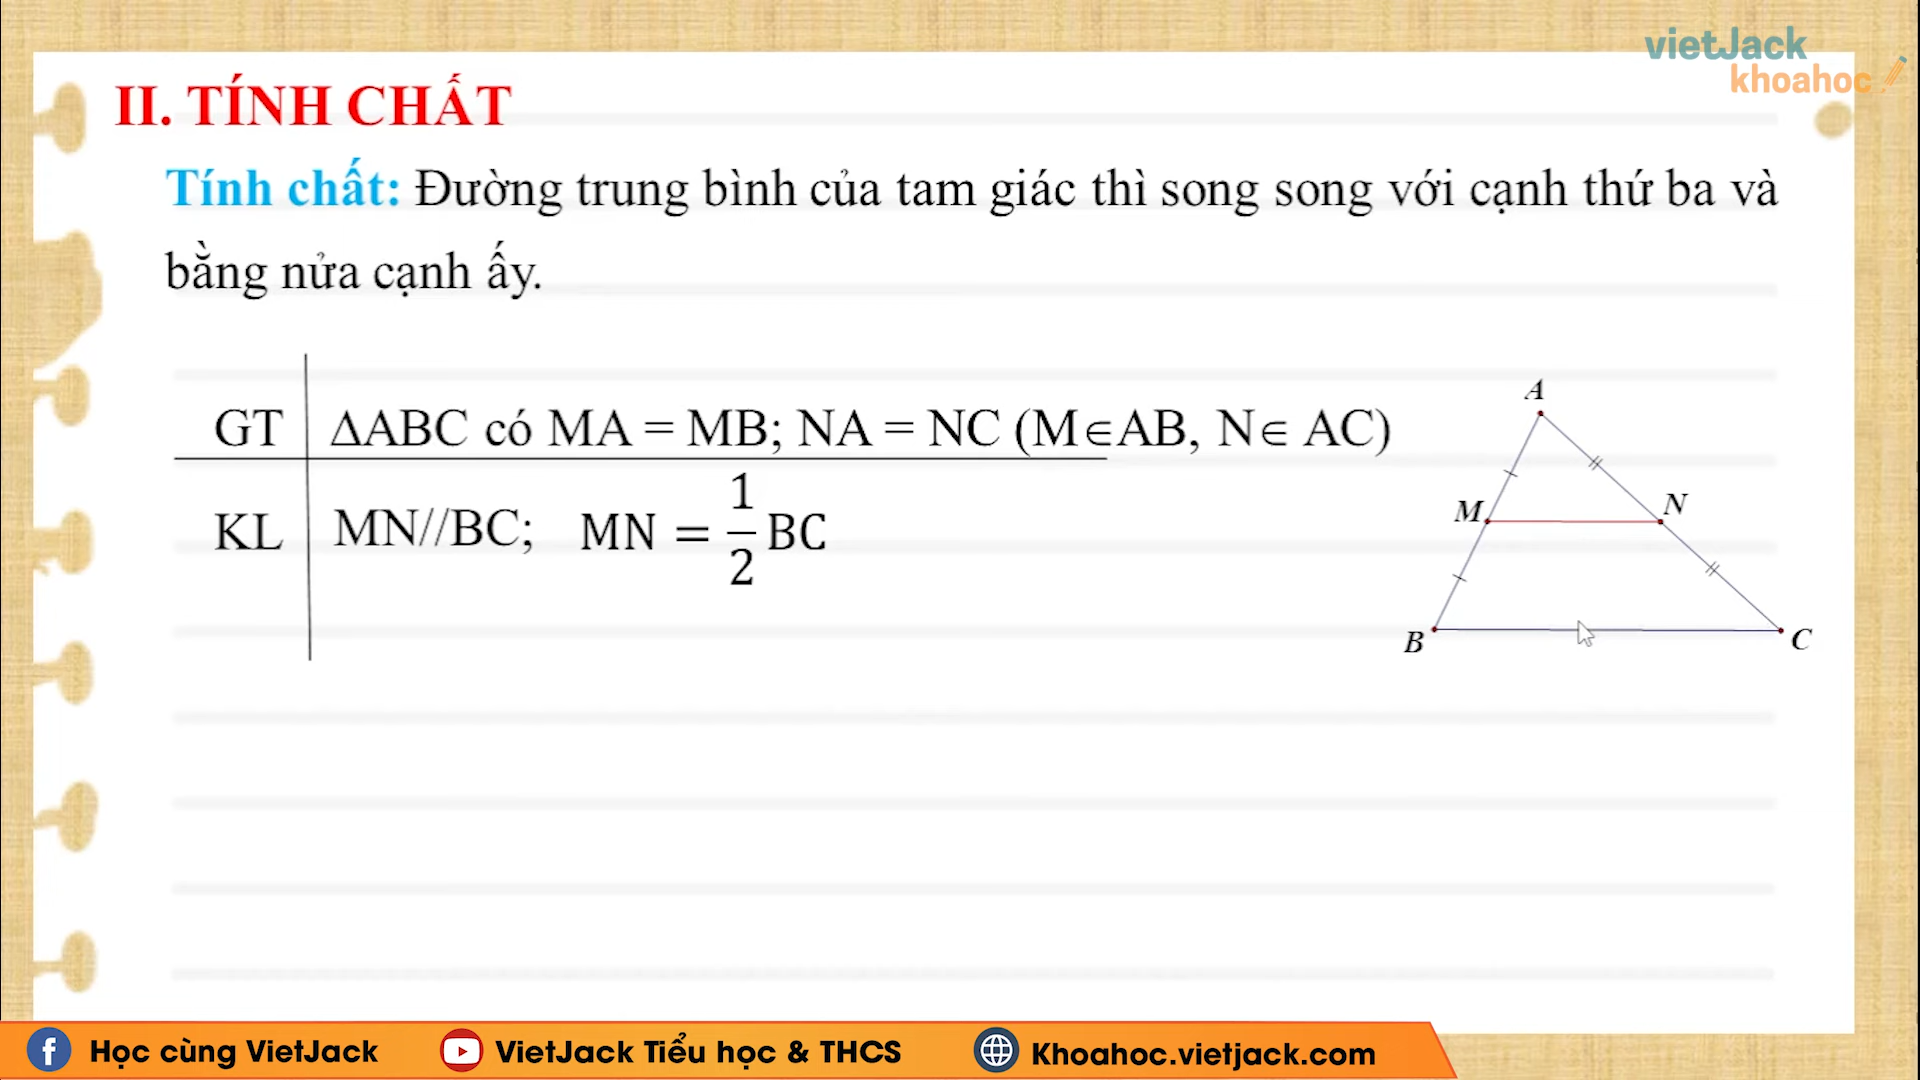 vietJack
khoahoc
II. TÍNH CHẤT
Tính chất: Đường trung bình của tam giác thì song song với cạnh thứ ba và
bằng nửa cạnh ấy.
GT ΔABC có MA = MB; NA = NC (M∈AB, N∈ AC)
KL MN//BC; MN = 1/2 BC
A
M
N
B
C
Học cùng VietJack
VietJack Tiểu học & THCS
Khoahoc.vietjack.com